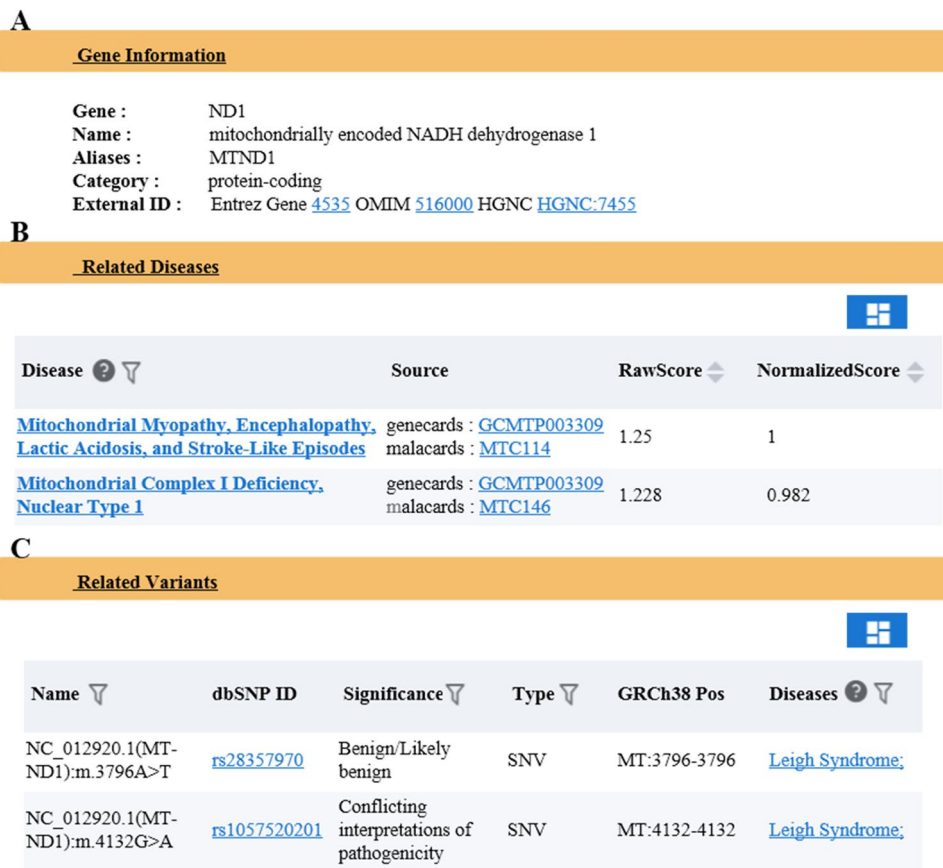 A
Gene Information
Gene : ND1
Name : mitochondrially encoded NADH dehydrogenase 1
Aliases : MTND1
Category : protein-coding
External ID : Entrez Gene 4535 OMIM 516000 HGNC HGNC:7455
B
Related Diseases
Disease ? Source RawScore NormalizedScore
Mitochondrial Myopathy, Encephalopathy, genecards : GCMTP003309
Lactic Acidosis, and Stroke-Like Episodes malacards : MTC114 1.25 1
Mitochondrial Complex I Deficiency, genecards : GCMTP003309
Nuclear Type 1 malacards : MTC146 1.228 0.982
C
Related Variants
Name dbSNP ID Significance Type GRCh38 Pos Diseases ?
NC_012920.1(MT- Benign/Likely
ND1):m.3796A>T rs28357970 benign SNV MT:3796-3796 Leigh Syndrome;
Conflicting
NC_012920.1(MT- interpretations of
ND1):m.4132G>A rs1057520201 pathogenicity SNV MT:4132-4132 Leigh Syndrome;